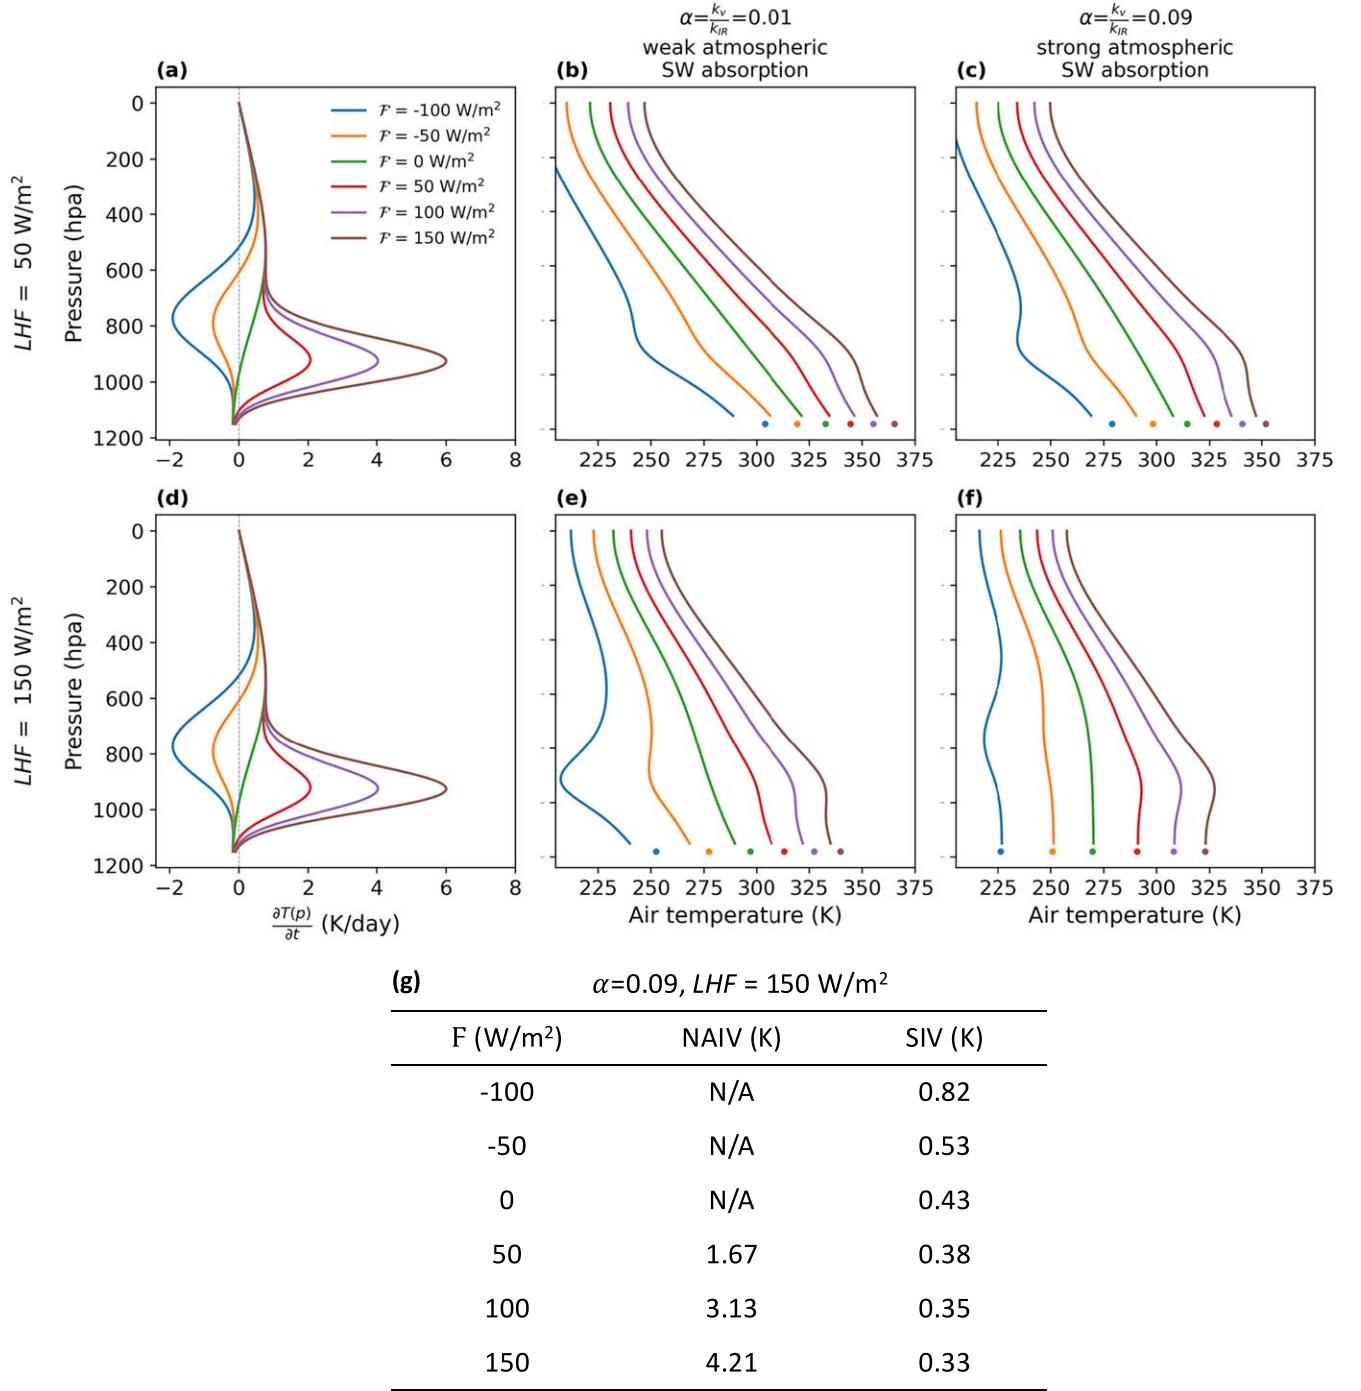 α=k_v/k_IR=0.01
weak atmospheric
SW absorption
α=k_v/k_IR=0.09
strong atmospheric
SW absorption
(a)
(b)
(c)
LHF = 50 W/m²
Pressure (hpa)
0
200
400
600
800
1000
1200
−2 0 2 4 6 8
ℱ = -100 W/m²
ℱ = -50 W/m²
ℱ = 0 W/m²
ℱ = 50 W/m²
ℱ = 100 W/m²
ℱ = 150 W/m²
225 250 275 300 325 350 375
225 250 275 300 325 350 375
(d)
(e)
(f)
LHF = 150 W/m²
Pressure (hpa)
0
200
400
600
800
1000
1200
−2 0 2 4 6 8
∂T(p)/∂t (K/day)
225 250 275 300 325 350 375
Air temperature (K)
225 250 275 300 325 350 375
Air temperature (K)
(g) α=0.09, LHF = 150 W/m²
F (W/m²) NAIV (K) SIV (K)
-100 N/A 0.82
-50 N/A 0.53
0 N/A 0.43
50 1.67 0.38
100 3.13 0.35
150 4.21 0.33